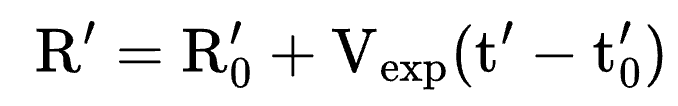 R′ = R′₀ + V_exp(t′ − t′₀)